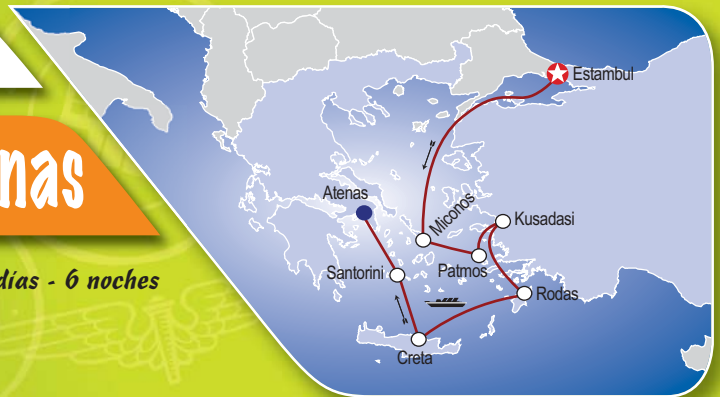 nas
días - 6 noches
Estambul
Atenas
Miconos
Kusadasi
Santorini
Patmos
Rodas
Creta